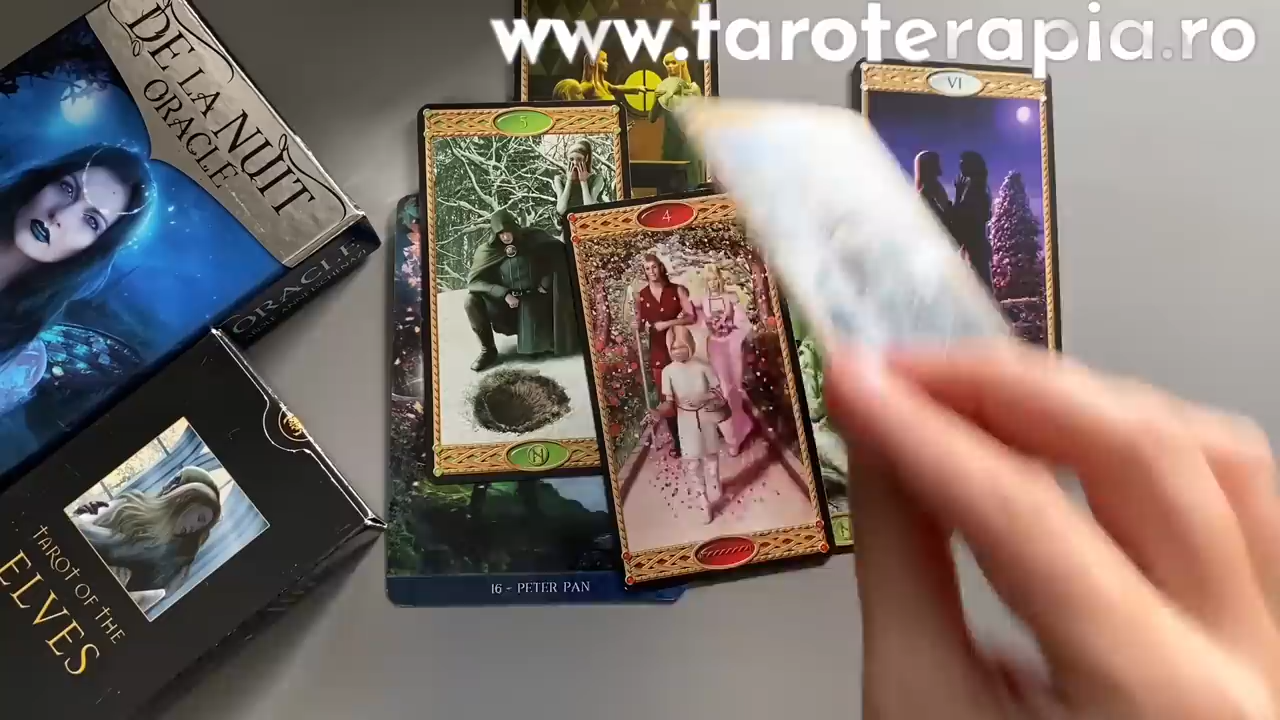 www.taroterapia.ro
DE LA NUIT
ORACLE
ORACLE
TAROT OF THE
ELVES
VI
5
4
N
16 - PETER PAN